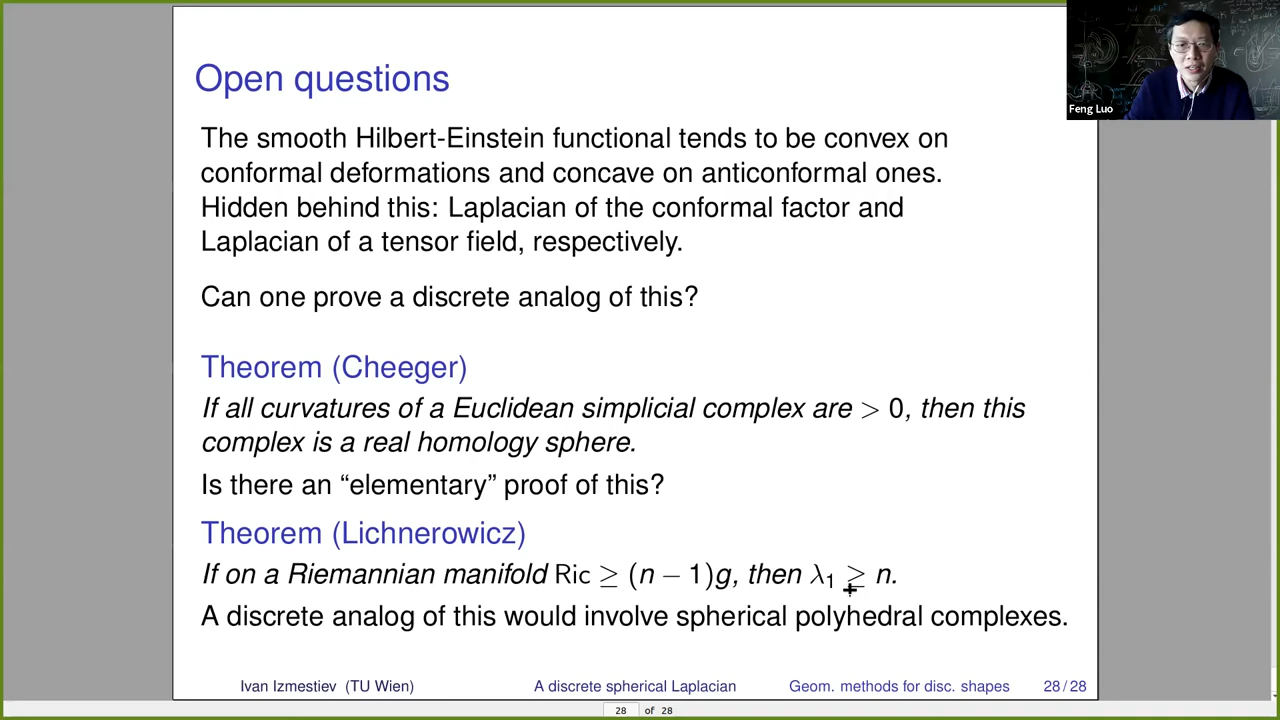 Open questions
The smooth Hilbert-Einstein functional tends to be convex on
conformal deformations and concave on anticonformal ones.
Hidden behind this: Laplacian of the conformal factor and
Laplacian of a tensor field, respectively.
Can one prove a discrete analog of this?
Theorem (Cheeger)
If all curvatures of a Euclidean simplicial complex are > 0, then this
complex is a real homology sphere.
Is there an “elementary” proof of this?
Theorem (Lichnerowicz)
If on a Riemannian manifold Ric ≥ (n − 1)g, then λ₁ ≥ n.
A discrete analog of this would involve spherical polyhedral complexes.
Ivan Izmestiev (TU Wien) A discrete spherical Laplacian Geom. methods for disc. shapes 28 / 28
28 of 28
Feng Luo